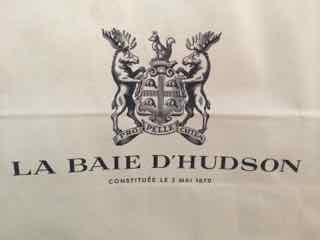 PRO PELLE CUTEM
LA BAIE D'HUDSON
CONSTITUÉE LE 2 MAI 1670